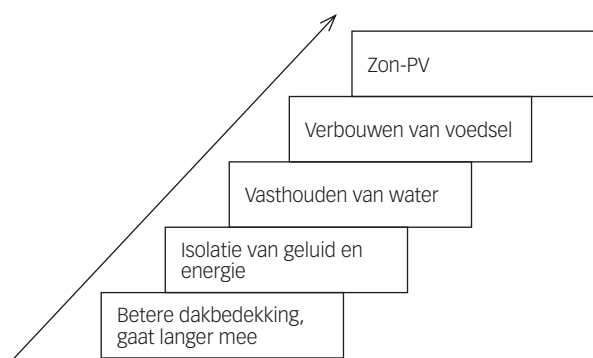 Zon-PV
Verbouwen van voedsel
Vasthouden van water
Isolatie van geluid en
energie
Betere dakbedekking,
gaat langer mee